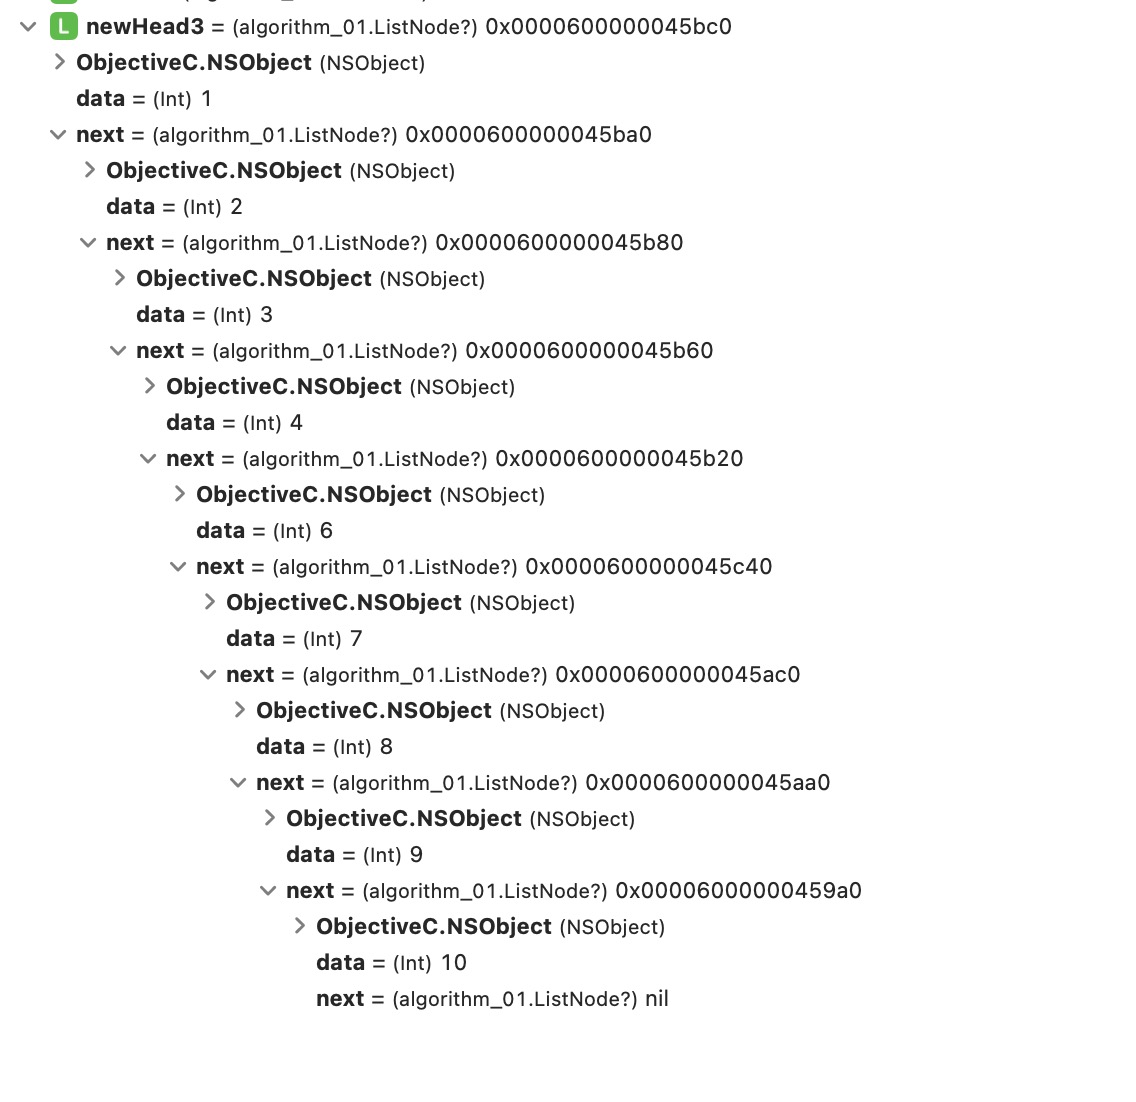 L newHead3 = (algorithm_01.ListNode?) 0x0000600000045bc0
ObjectiveC.NSObject (NSObject)
data = (Int) 1
next = (algorithm_01.ListNode?) 0x0000600000045ba0
ObjectiveC.NSObject (NSObject)
data = (Int) 2
next = (algorithm_01.ListNode?) 0x0000600000045b80
ObjectiveC.NSObject (NSObject)
data = (Int) 3
next = (algorithm_01.ListNode?) 0x0000600000045b60
ObjectiveC.NSObject (NSObject)
data = (Int) 4
next = (algorithm_01.ListNode?) 0x0000600000045b20
ObjectiveC.NSObject (NSObject)
data = (Int) 6
next = (algorithm_01.ListNode?) 0x0000600000045c40
ObjectiveC.NSObject (NSObject)
data = (Int) 7
next = (algorithm_01.ListNode?) 0x0000600000045ac0
ObjectiveC.NSObject (NSObject)
data = (Int) 8
next = (algorithm_01.ListNode?) 0x0000600000045aa0
ObjectiveC.NSObject (NSObject)
data = (Int) 9
next = (algorithm_01.ListNode?) 0x00006000000459a0
ObjectiveC.NSObject (NSObject)
data = (Int) 10
next = (algorithm_01.ListNode?) nil